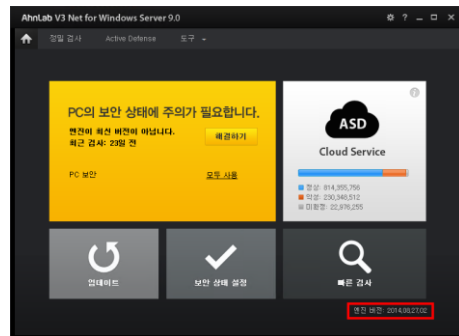 AhnLab V3 Net for Windows Server 9.0
정밀 검사 Active Defense 도구
PC의 보안 상태에 주의가 필요합니다.
엔진이 최신 버전이 아닙니다.
최근 검사: 23일 전
해결하기
PC 보안 모두 사용
ASD
Cloud Service
정상: 814,355,756
악성: 230,346,512
미확정: 22,976,255
업데이트
보안 상태 설정
빠른 검사
엔진 버전: 2014.08.27.02